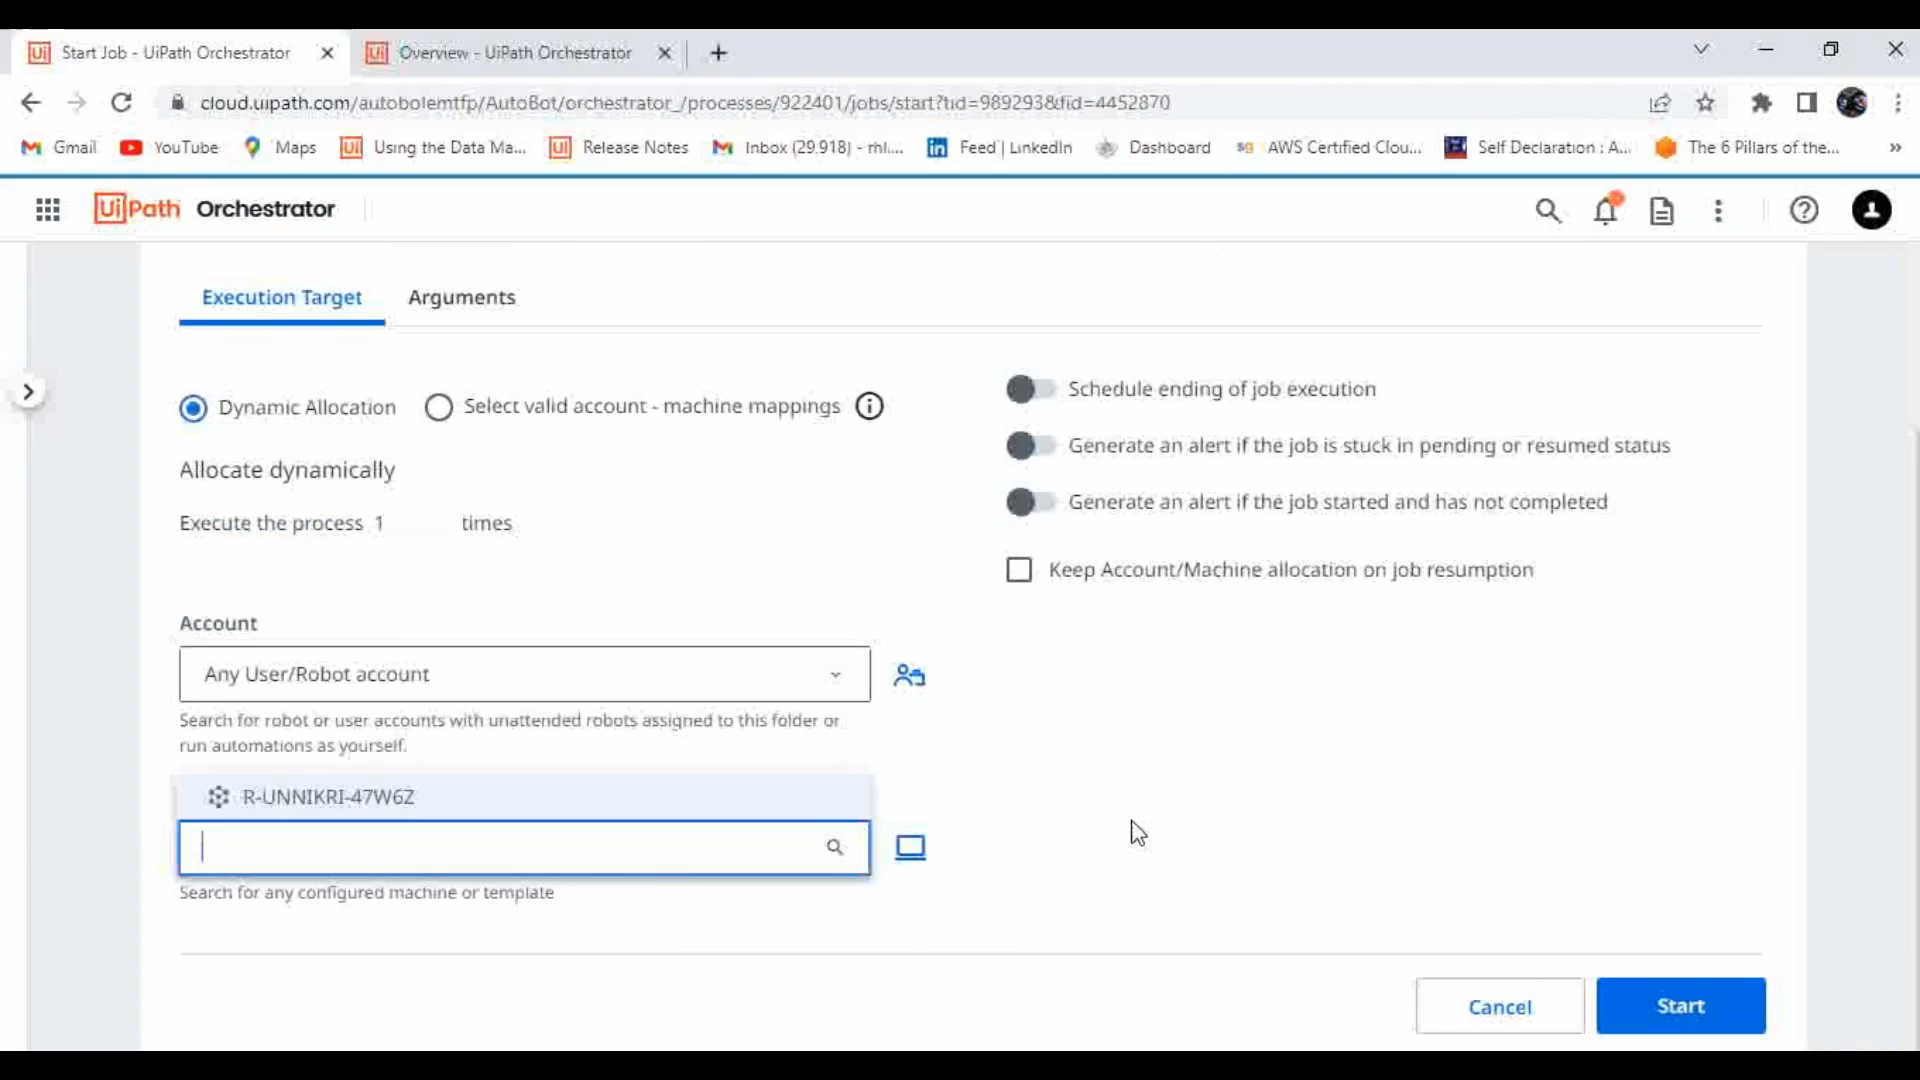 Start Job - UiPath Orchestrator
Overview - UiPath Orchestrator
cloud.uipath.com/autobolemtfp/AutoBot/orchestrator_/processes/922401/jobs/start?tid=989293&fid=4452870
Gmail
YouTube
Maps
Using the Data Ma...
Release Notes
Inbox (29,918) - rhl....
Feed | LinkedIn
Dashboard
AWS Certified Clou...
Self Declaration : A...
The 6 Pillars of the...
UiPath Orchestrator
Execution Target
Arguments
Dynamic Allocation
Select valid account - machine mappings
Schedule ending of job execution
Generate an alert if the job is stuck in pending or resumed status
Allocate dynamically
Generate an alert if the job started and has not completed
Execute the process 1 times
Keep Account/Machine allocation on job resumption
Account
Any User/Robot account
Search for robot or user accounts with unattended robots assigned to this folder or
run automations as yourself.
R-UNNIKRI-47W6Z
Search for any configured machine or template
Cancel
Start